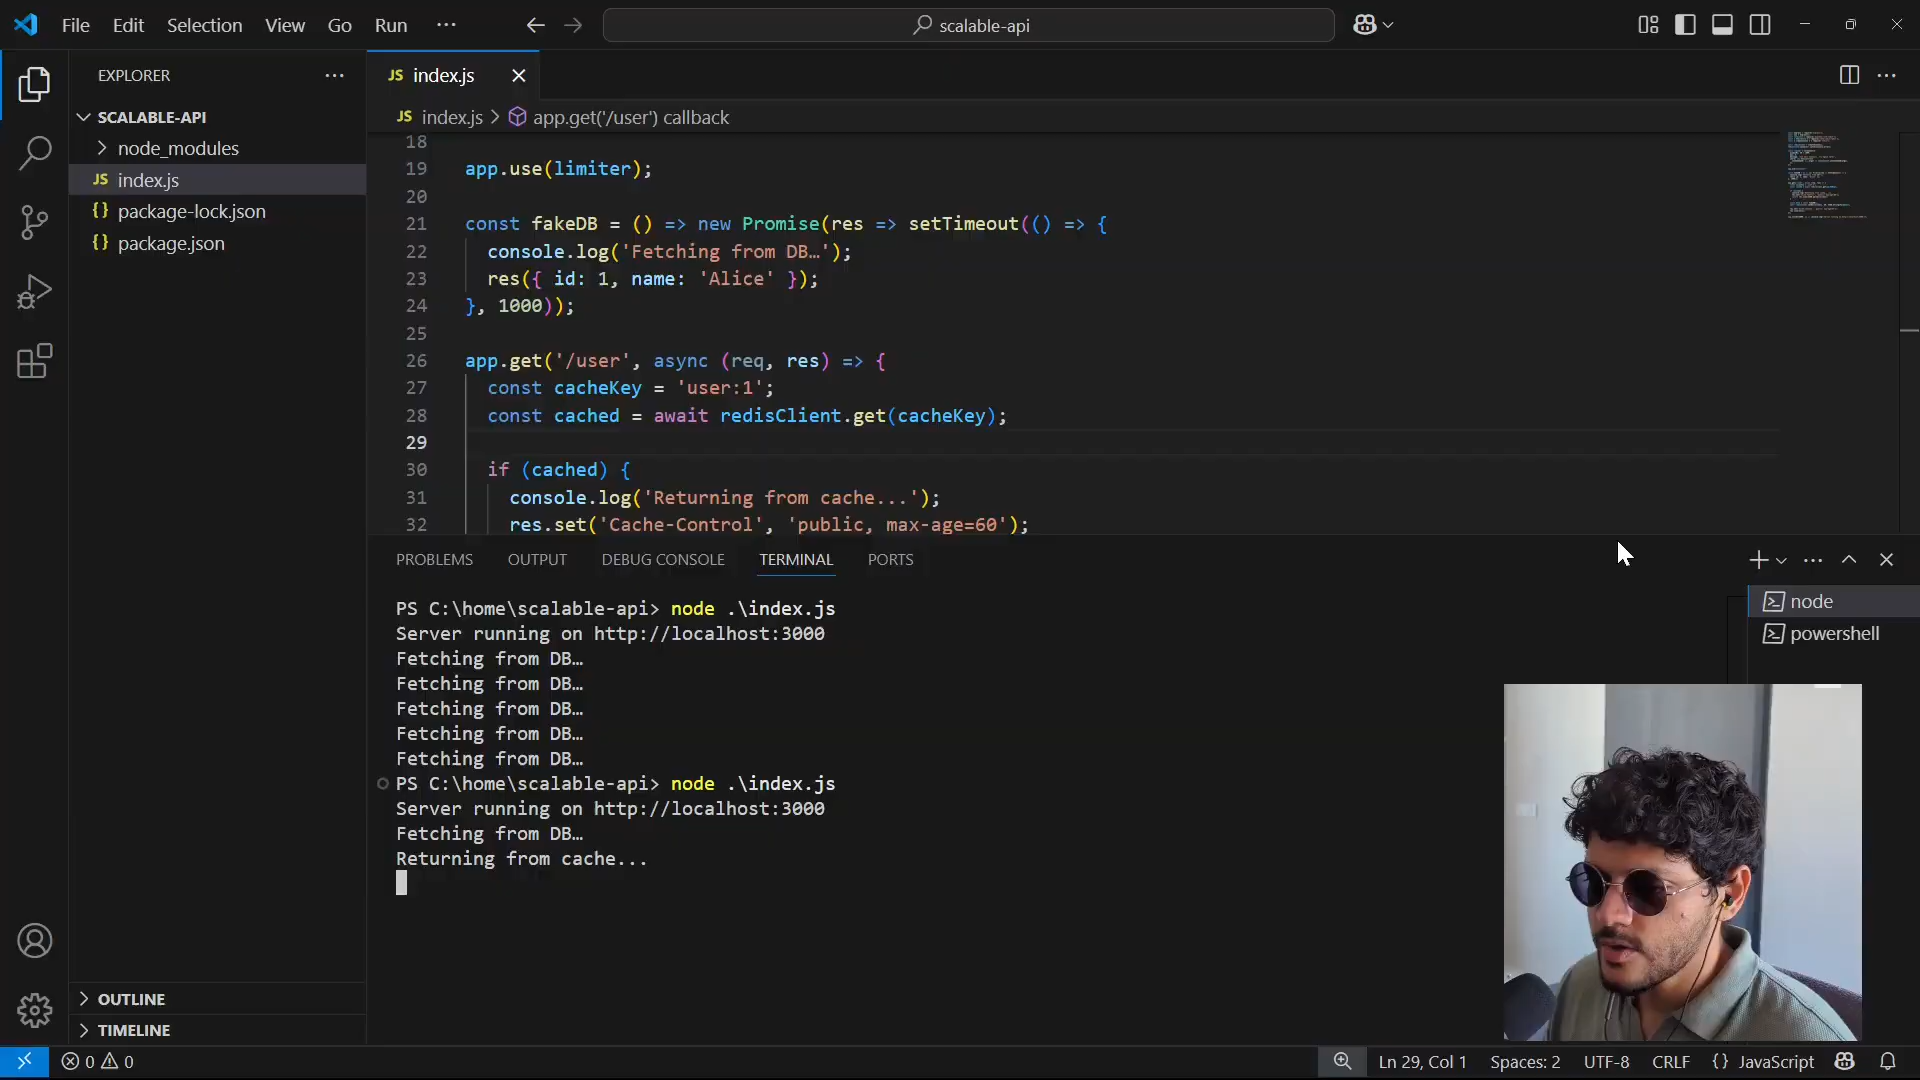 File Edit Selection View Go Run ··· scalable-api
EXPLORER ···
SCALABLE-API
node_modules
JS index.js
{} package-lock.json
{} package.json
OUTLINE
TIMELINE
JS index.js
JS index.js > app.get('/user') callback
18
19 app.use(limiter);
20
21 const fakeDB = () => new Promise(res => setTimeout(() => {
22 console.log('Fetching from DB…');
23 res({ id: 1, name: 'Alice' });
24 }, 1000));
25
26 app.get('/user', async (req, res) => {
27 const cacheKey = 'user:1';
28 const cached = await redisClient.get(cacheKey);
29
30 if (cached) {
31 console.log('Returning from cache...');
32 res.set('Cache-Control', 'public, max-age=60');
PROBLEMS OUTPUT DEBUG CONSOLE TERMINAL PORTS
PS C:\home\scalable-api> node .\index.js
Server running on http://localhost:3000
Fetching from DB…
Fetching from DB…
Fetching from DB…
Fetching from DB…
Fetching from DB…
PS C:\home\scalable-api> node .\index.js
Server running on http://localhost:3000
Fetching from DB…
Returning from cache...
node
powershell
0 0 Ln 29, Col 1 Spaces: 2 UTF-8 CRLF {} JavaScript